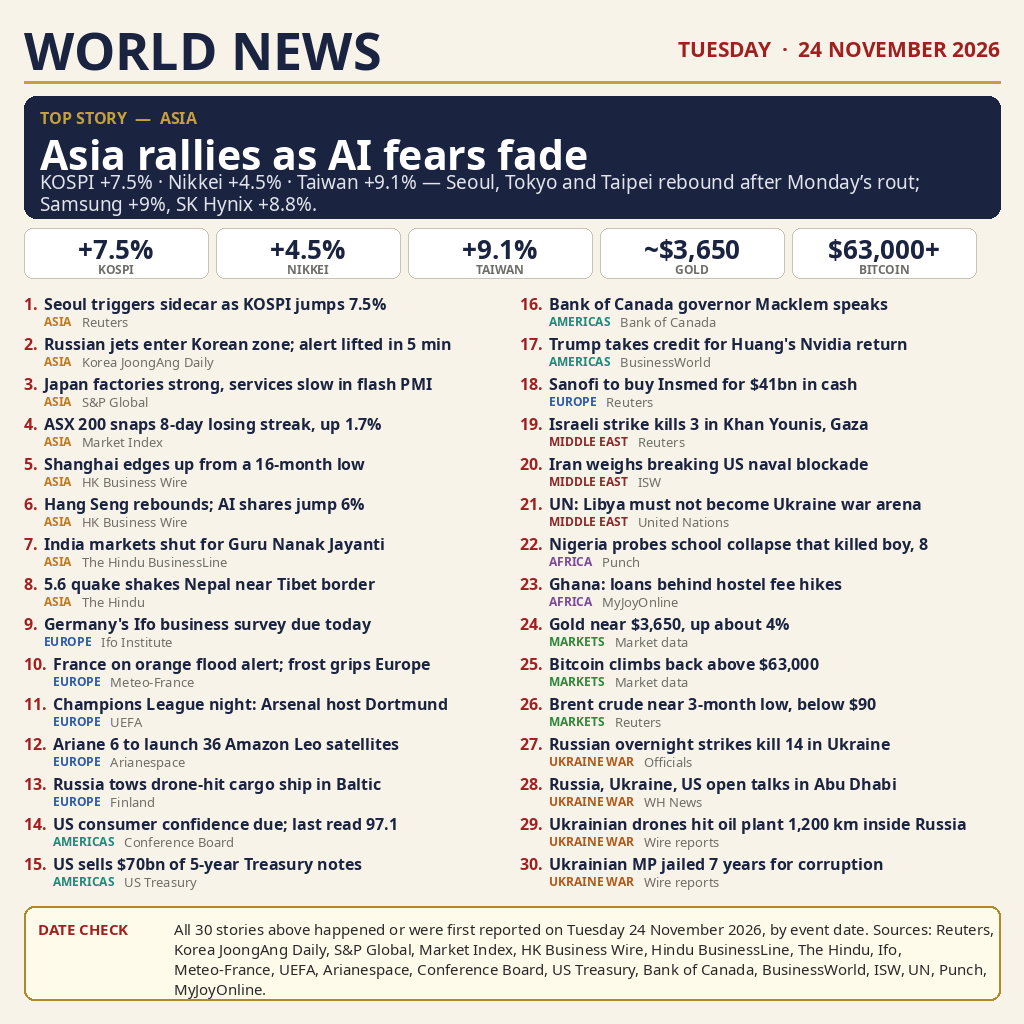 WORLD NEWS
TUESDAY · 24 NOVEMBER 2026
TOP STORY — ASIA
Asia rallies as AI fears fade
KOSPI +7.5% · Nikkei +4.5% · Taiwan +9.1% — Seoul, Tokyo and Taipei rebound after Monday’s rout;
Samsung +9%, SK Hynix +8.8%.
+7.5%
KOSPI
+4.5%
NIKKEI
+9.1%
TAIWAN
~$3,650
GOLD
$63,000+
BITCOIN
1. Seoul triggers sidecar as KOSPI jumps 7.5%
ASIA Reuters
2. Russian jets enter Korean zone; alert lifted in 5 min
ASIA Korea JoongAng Daily
3. Japan factories strong, services slow in flash PMI
ASIA S&P Global
4. ASX 200 snaps 8-day losing streak, up 1.7%
ASIA Market Index
5. Shanghai edges up from a 16-month low
ASIA HK Business Wire
6. Hang Seng rebounds; AI shares jump 6%
ASIA HK Business Wire
7. India markets shut for Guru Nanak Jayanti
ASIA The Hindu BusinessLine
8. 5.6 quake shakes Nepal near Tibet border
ASIA The Hindu
9. Germany's Ifo business survey due today
EUROPE Ifo Institute
10. France on orange flood alert; frost grips Europe
EUROPE Meteo-France
11. Champions League night: Arsenal host Dortmund
EUROPE UEFA
12. Ariane 6 to launch 36 Amazon Leo satellites
EUROPE Arianespace
13. Russia tows drone-hit cargo ship in Baltic
EUROPE Finland
14. US consumer confidence due; last read 97.1
AMERICAS Conference Board
15. US sells $70bn of 5-year Treasury notes
AMERICAS US Treasury
16. Bank of Canada governor Macklem speaks
AMERICAS Bank of Canada
17. Trump takes credit for Huang's Nvidia return
AMERICAS BusinessWorld
18. Sanofi to buy Insmed for $41bn in cash
EUROPE Reuters
19. Israeli strike kills 3 in Khan Younis, Gaza
MIDDLE EAST Reuters
20. Iran weighs breaking US naval blockade
MIDDLE EAST ISW
21. UN: Libya must not become Ukraine war arena
MIDDLE EAST United Nations
22. Nigeria probes school collapse that killed boy, 8
AFRICA Punch
23. Ghana: loans behind hostel fee hikes
AFRICA MyJoyOnline
24. Gold near $3,650, up about 4%
MARKETS Market data
25. Bitcoin climbs back above $63,000
MARKETS Market data
26. Brent crude near 3-month low, below $90
MARKETS Reuters
27. Russian overnight strikes kill 14 in Ukraine
UKRAINE WAR Officials
28. Russia, Ukraine, US open talks in Abu Dhabi
UKRAINE WAR WH News
29. Ukrainian drones hit oil plant 1,200 km inside Russia
UKRAINE WAR Wire reports
30. Ukrainian MP jailed 7 years for corruption
UKRAINE WAR Wire reports
DATE CHECK
All 30 stories above happened or were first reported on Tuesday 24 November 2026, by event date. Sources: Reuters,
Korea JoongAng Daily, S&P Global, Market Index, HK Business Wire, Hindu BusinessLine, The Hindu, Ifo,
Meteo-France, UEFA, Arianespace, Conference Board, US Treasury, Bank of Canada, BusinessWorld, ISW, UN, Punch,
MyJoyOnline.